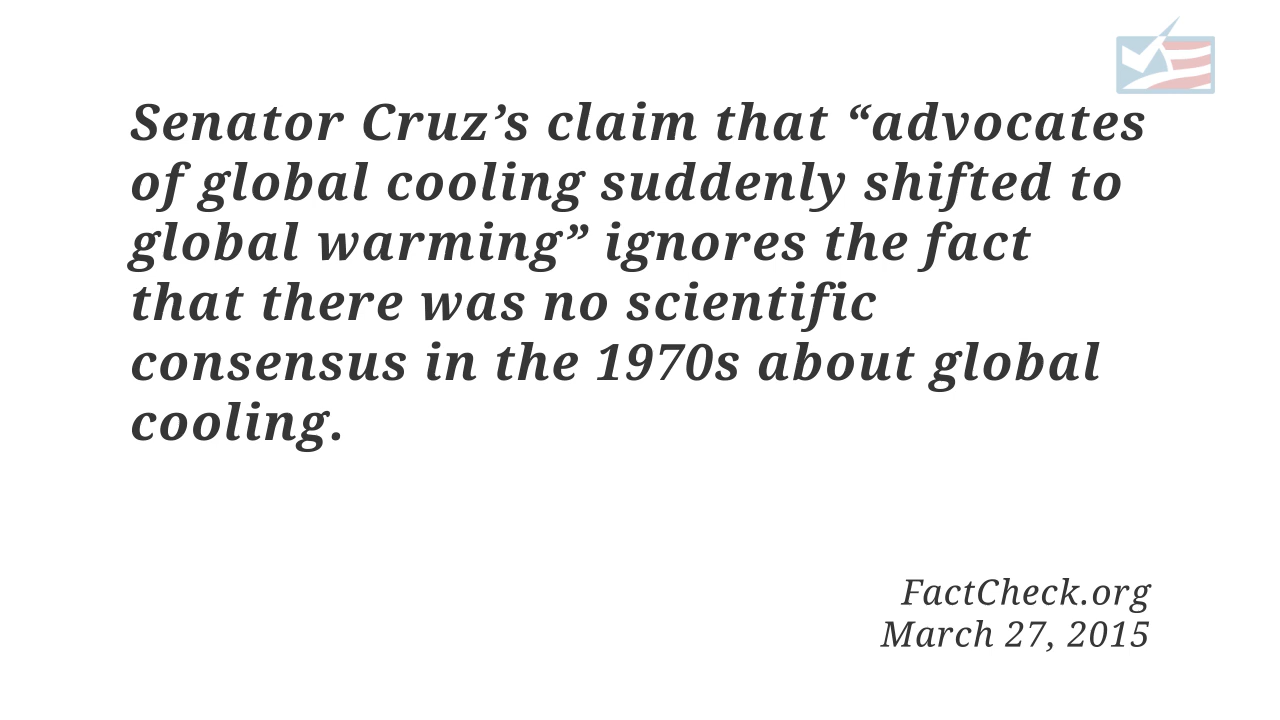 Senator Cruz’s claim that “advocates
of global cooling suddenly shifted to
global warming” ignores the fact
that there was no scientific
consensus in the 1970s about global
cooling.
FactCheck.org
March 27, 2015